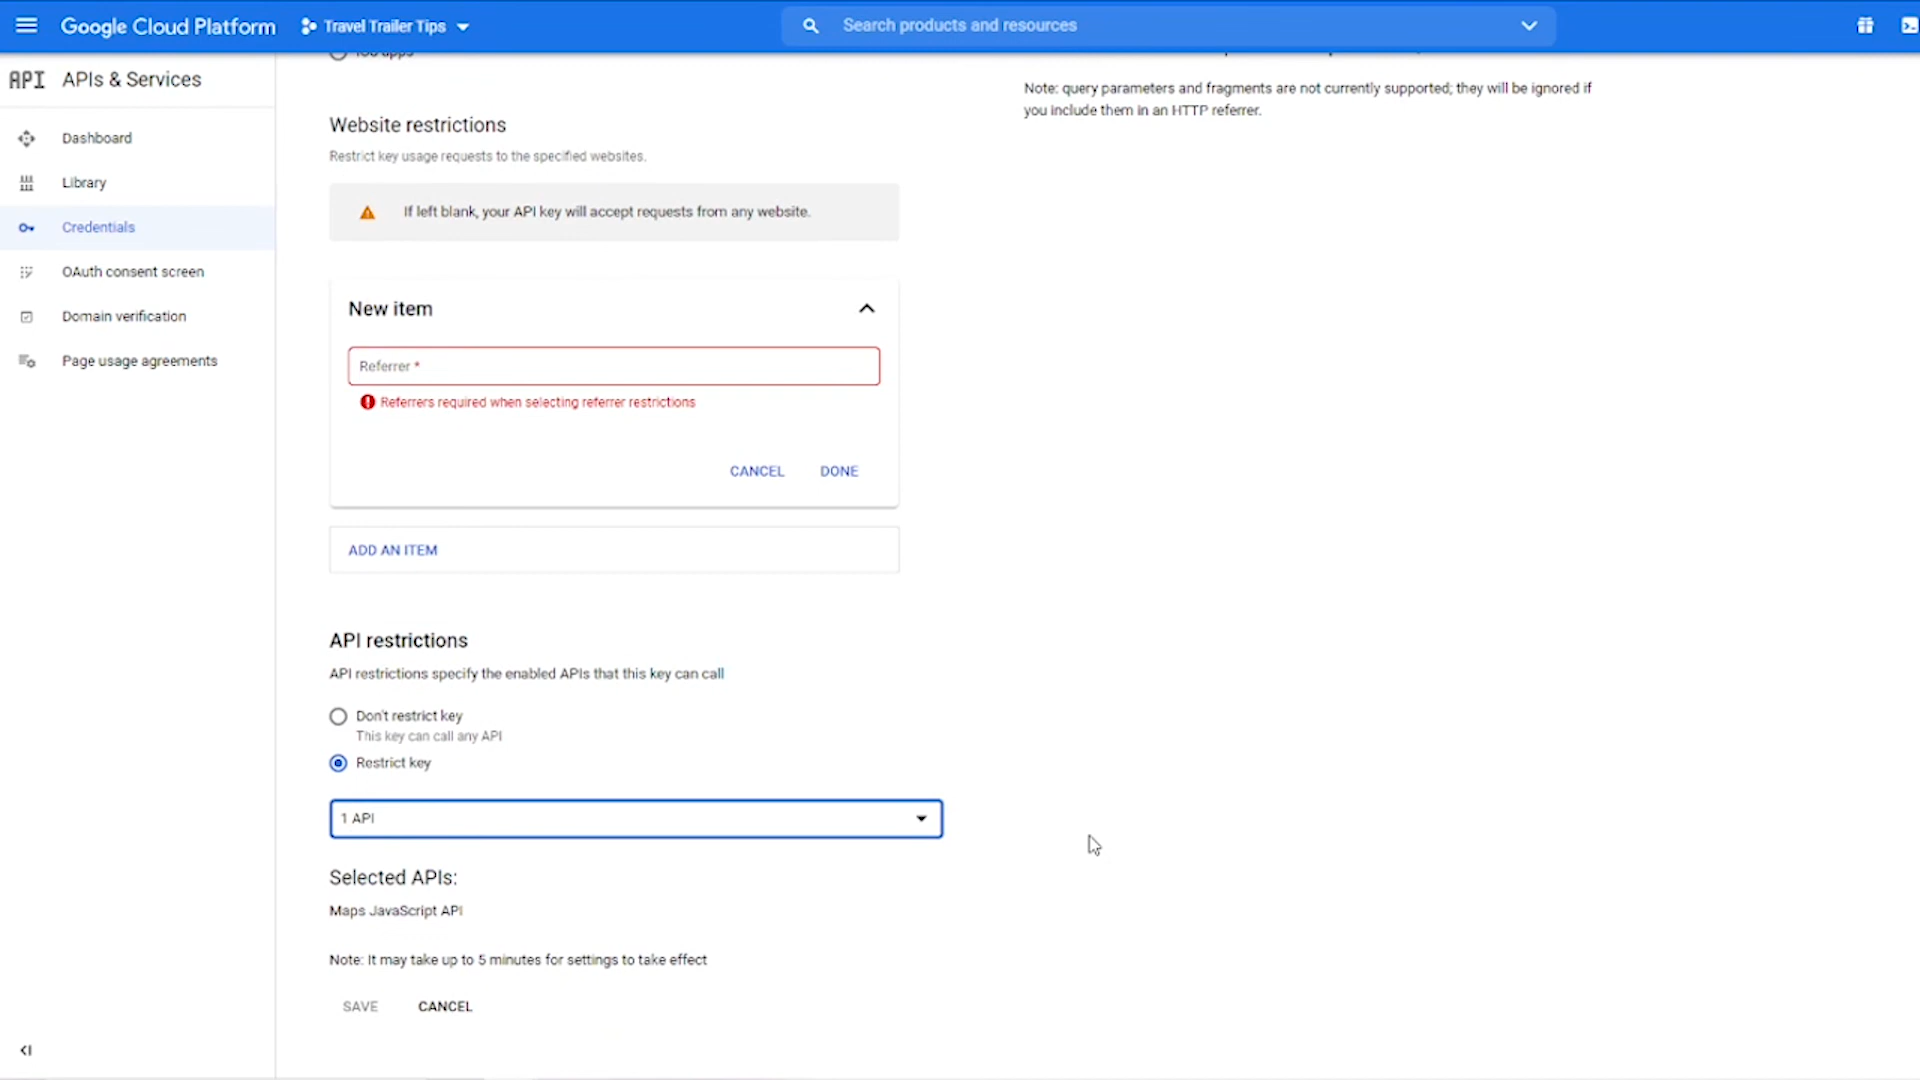 Google Cloud Platform
Travel Trailer Tips
Search products and resources
API APIs & Services
Dashboard
Library
Credentials
OAuth consent screen
Domain verification
Page usage agreements
Website restrictions
Restrict key usage requests to the specified websites.
If left blank, your API key will accept requests from any website.
New item
Referrer *
Referrers required when selecting referrer restrictions
CANCEL DONE
ADD AN ITEM
API restrictions
API restrictions specify the enabled APIs that this key can call
Don't restrict key
This key can call any API
Restrict key
1 API
Selected APIs:
Maps JavaScript API
Note: It may take up to 5 minutes for settings to take effect
SAVE CANCEL
Note: query parameters and fragments are not currently supported; they will be ignored if
you include them in an HTTP referrer.